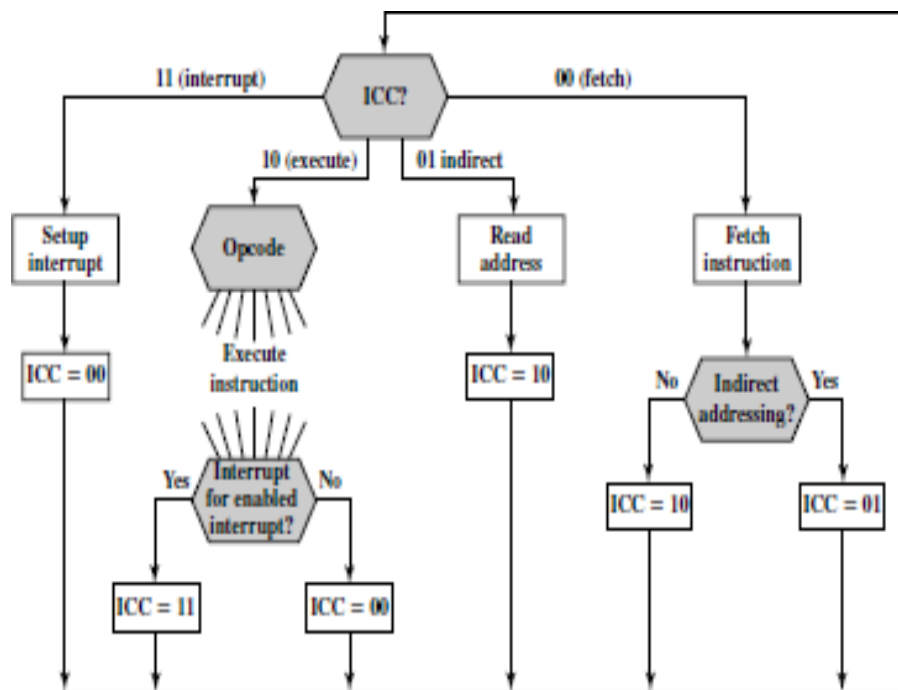 11 (interrupt)
ICC?
00 (fetch)
10 (execute)
01 indirect
Setup
interrupt
Opcode
Read
address
Fetch
instruction
ICC = 00
Execute
instruction
ICC = 10
No
Indirect
addressing?
Yes
Yes
Interrupt
for enabled
interrupt?
No
ICC = 10
ICC = 01
ICC = 11
ICC = 00